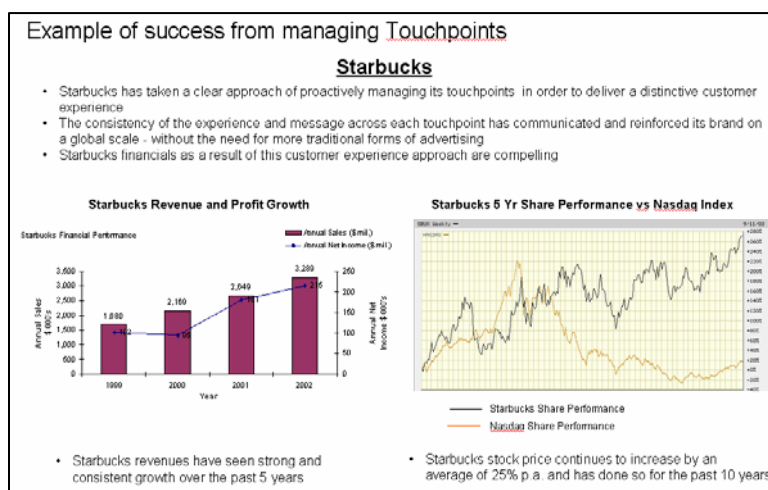 Example of success from managing Touchpoints
Starbucks
• Starbucks has taken a clear approach of proactively managing its touchpoints in order to deliver a distinctive customer
experience
• The consistency of the experience and message across each touchpoint has communicated and reinforced its brand on
a global scale - without the need for more traditional forms of advertising
• Starbucks financials as a result of this customer experience approach are compelling
Starbucks Revenue and Profit Growth
Starbucks Financial Performance
Annual Sales ($ mil.)
Annual Net Income ($ mil.)
Annual Sales
$ 000's
3,500
3,000
2,500
2,000
1,500
1,000
500
0
2,169
2,649
3,289
102
181
215
250
200
150
100
50
0
Annual Net
Income $ 000's
1999
2000
2001
2002
Year
• Starbucks revenues have seen strong and
consistent growth over the past 5 years
Starbucks 5 Yr Share Performance vs Nasdaq Index
Weekly
Starbucks Share Performance
Nasdaq Share Performance
• Starbucks stock price continues to increase by an
average of 25% p.a. and has done so for the past 10 years